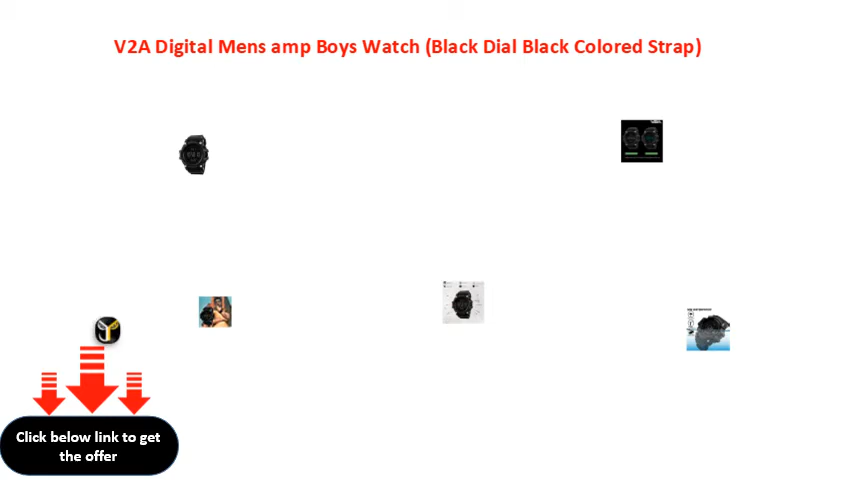 V2A Digital Mens amp Boys Watch (Black Dial Black Colored Strap)
Click below link to get
the offer